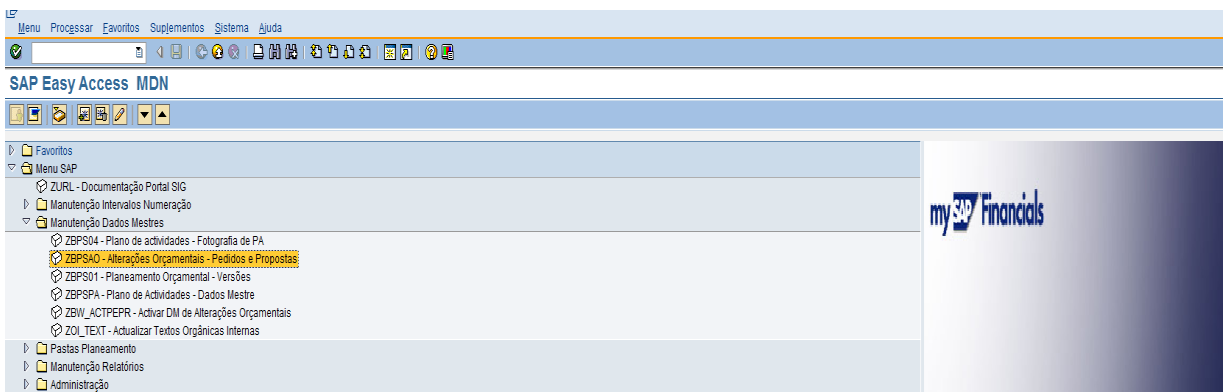 Menu Processar Favoritos Suplementos Sistema Ajuda
SAP Easy Access MDN
Favoritos
Menu SAP
ZURL - Documentação Portal SIG
Manutenção Intervalos Numeração
Manutenção Dados Mestres
ZBPS04 - Plano de actividades - Fotografia de PA
ZBPSAO - Alterações Orçamentais - Pedidos e Propostas
ZBPS01 - Planeamento Orçamental - Versões
ZBPSPA - Plano de Actividades - Dados Mestre
ZBW_ACTPEPR - Activar DM de Alterações Orçamentais
ZOI_TEXT - Actualizar Textos Orgânicas Internas
Pastas Planeamento
Manutenção Relatórios
Administração
my SAP Financials